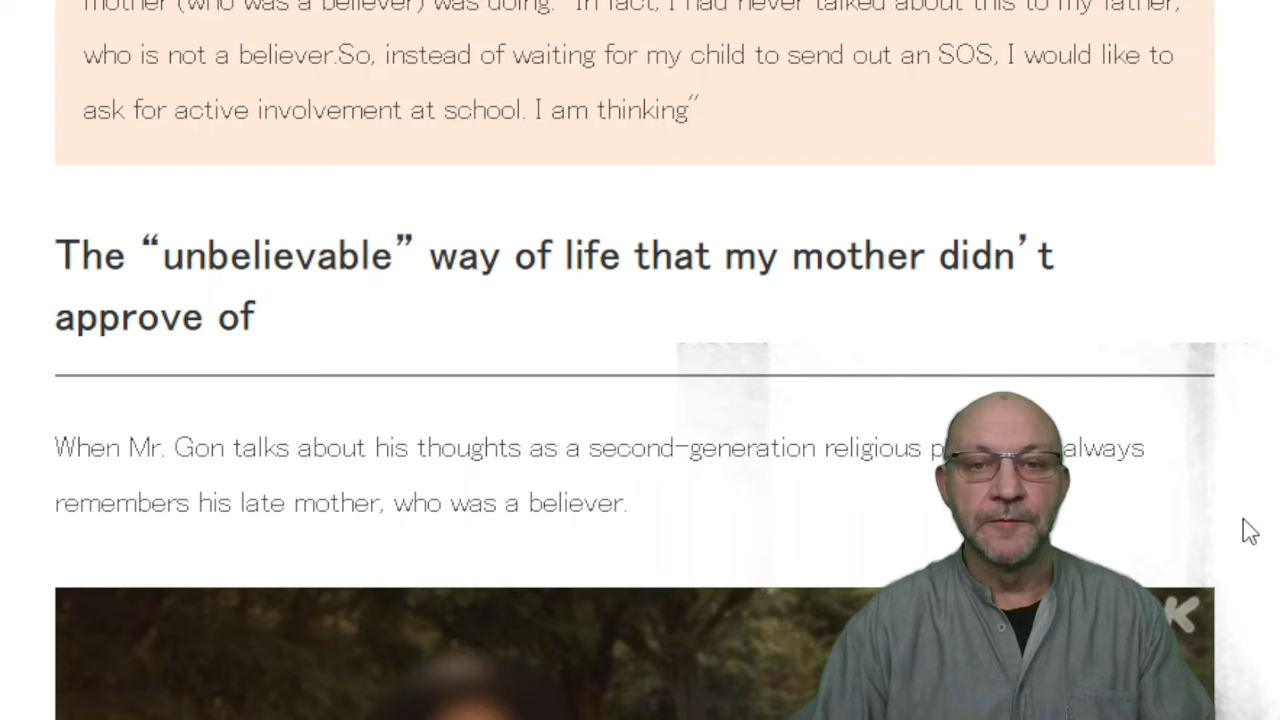 mother (who was a believer) was doing. "In fact, I had never talked about this to my father,
who is not a believer.So, instead of waiting for my child to send out an SOS, I would like to
ask for active involvement at school. I am thinking”
The “unbelievable” way of life that my mother didn’t
approve of
When Mr. Gon talks about his thoughts as a second-generation religious always
remembers his late mother, who was a believer.
K